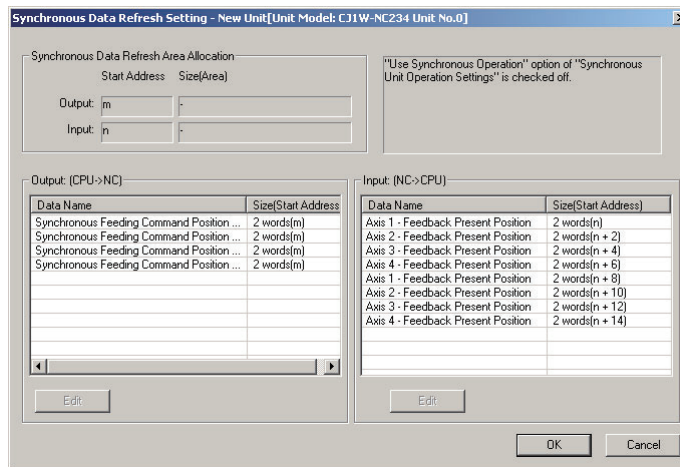 Synchronous Data Refresh Setting - New Unit[Unit Model: CJ1W-NC234 Unit No.0]
Synchronous Data Refresh Area Allocation
Start Address Size(Area)
Output: m -
Input: n -
"Use Synchronous Operation" option of "Synchronous
Unit Operation Settings" is checked off.
Output: (CPU->NC)
Data Name Size(Start Address
Synchronous Feeding Command Position ... 2 words(m)
Synchronous Feeding Command Position ... 2 words(m)
Synchronous Feeding Command Position ... 2 words(m)
Synchronous Feeding Command Position ... 2 words(m)
Edit
Input: (NC->CPU)
Data Name Size(Start Address)
Axis 1 - Feedback Present Position 2 words(n)
Axis 2 - Feedback Present Position 2 words(n + 2)
Axis 3 - Feedback Present Position 2 words(n + 4)
Axis 4 - Feedback Present Position 2 words(n + 6)
Axis 1 - Feedback Present Position 2 words(n + 8)
Axis 2 - Feedback Present Position 2 words(n + 10)
Axis 3 - Feedback Present Position 2 words(n + 12)
Axis 4 - Feedback Present Position 2 words(n + 14)
Edit
OK Cancel